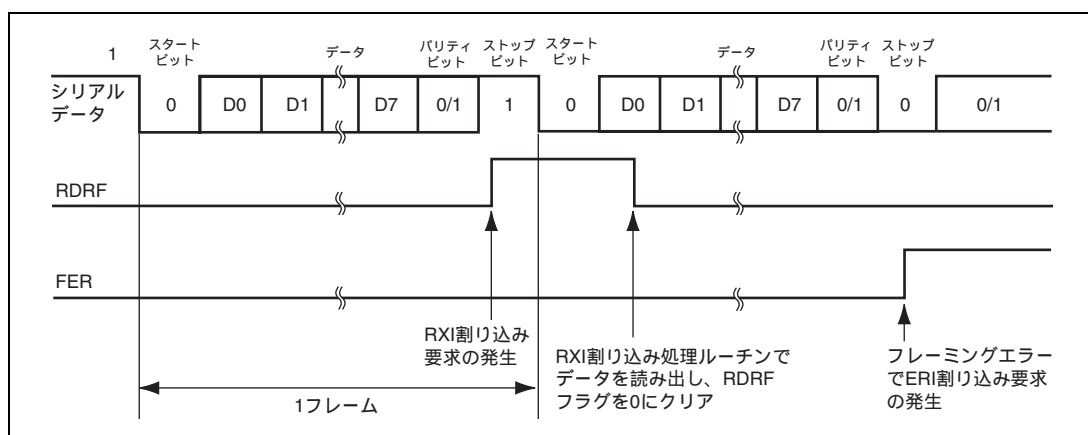 1
スタート
ビット
データ
パリティ
ビット
ストップ
ビット
スタート
ビット
データ
パリティ
ビット
ストップ
ビット
シリアル
データ
0 D0 D1 D7 0/1 1 0 D0 D1 D7 0/1 0 0/1
RDRF
FER
RXI割り込み
要求の発生
RXI割り込み処理ルーチンで
データを読み出し、RDRF
フラグを0にクリア
フレーミングエラー
でERI割り込み要求
の発生
1フレーム